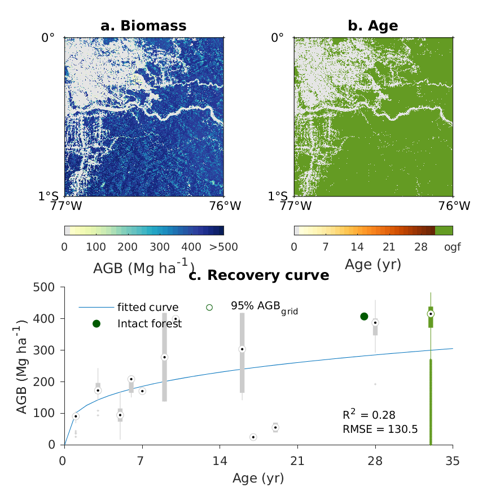 a. Biomass
b. Age
0°
0°
1°S
1°S
77°W
76°W
77°W
76°W
0 100 200 300 400 >500
AGB (Mg ha⁻¹)
0 7 14 21 28 ogf
Age (yr)
c. Recovery curve
500
400
300
200
100
0
AGB (Mg ha⁻¹)
fitted curve
95% AGB_grid
Intact forest
R² = 0.28
RMSE = 130.5
0 7 14 21 28 35
Age (yr)